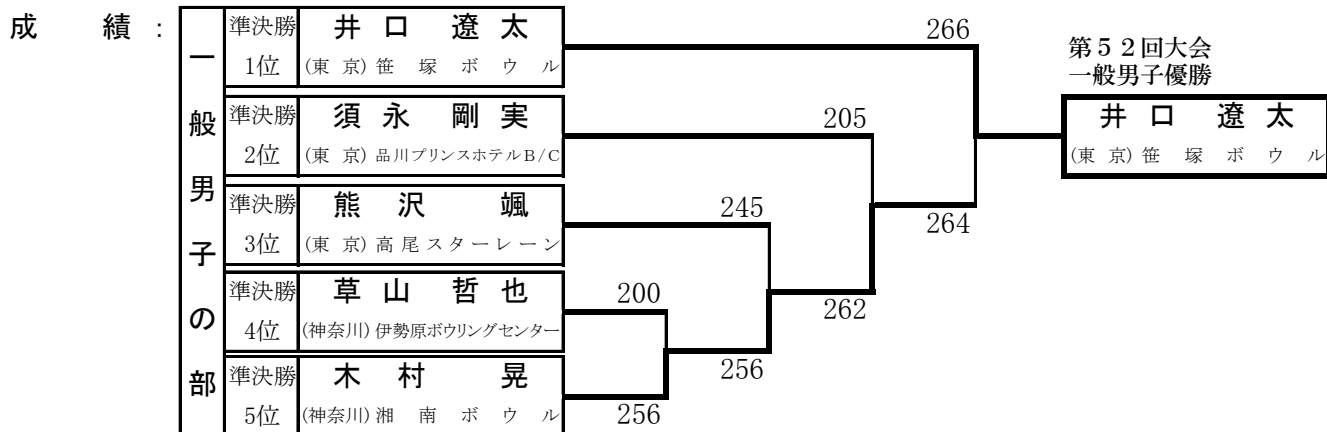 成 績 :
一般男子の部
準決勝 1位 井口 遼太
(東京) 笹塚ボウル
準決勝 2位 須永 剛実
(東京) 品川プリンスホテルB/C
準決勝 3位 熊沢 颯
(東京) 高尾スターレーン
準決勝 4位 草山 哲也
(神奈川) 伊勢原ボウリングセンター
準決勝 5位 木村 晃
(神奈川) 湘南ボウル
266
205
245
200
256
256
262
264
第52回大会
一般男子優勝
井口 遼太
(東京) 笹塚ボウル